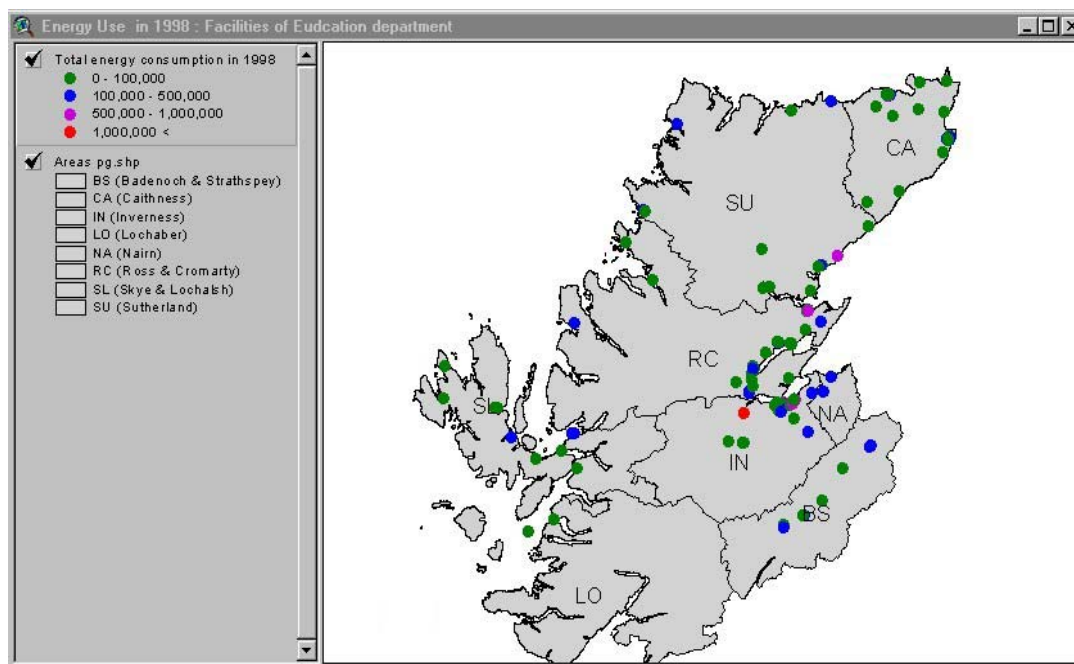 Energy Use in 1998 : Facilities of Eudcation department
Total energy consumption in 1998
0 - 100,000
100,000 - 500,000
500,000 - 1,000,000
1,000,000 <
Areas pg.shp
BS (Badenoch & Strathspey)
CA (Caithness)
IN (Inverness)
LO (Lochaber)
NA (Nairn)
RC (Ross & Cromarty)
SL (Skye & Lochalsh)
SU (Sutherland)
CA
SU
RC
SL
NA
IN
BS
LO